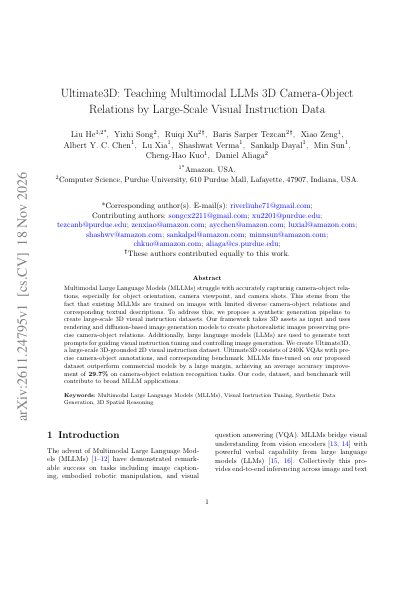 Ultimate3D: Teaching Multimodal LLMs 3D Camera-Object
Relations by Large-Scale Visual Instruction Data
Liu He1,2*, Yizhi Song2, Ruiqi Xu2‡, Baris Sarper Tezcan2‡, Xiao Zeng1,
Albert Y. C. Chen1, Lu Xia1, Shashwat Verma1, Sankalp Dayal1, Min Sun1,
Cheng-Hao Kuo1, Daniel Aliaga2
1*Amazon, USA.
2Computer Science, Purdue University, 610 Purdue Mall, Lafayette, 47907, Indiana, USA.
*Corresponding author(s). E-mail(s): riverliuhe71@gmail.com;
Contributing authors: songcx2211@gmail.com; xu2201@purdue.edu;
tezcanb@purdue.edu; zenxiao@amazon.com; aycchen@amazon.com; luxial@amazon.com;
shashwv@amazon.com; sankalpd@amazon.com; minnsun@amazon.com;
chkuo@amazon.com; aliaga@cs.purdue.edu;
‡These authors contributed equally to this work.
Abstract
Multimodal Large Language Models (MLLMs) struggle with accurately capturing camera-object rela-
tions, especially for object orientation, camera viewpoint, and camera shots. This stems from the
fact that existing MLLMs are trained on images with limited diverse camera-object relations and
corresponding textual descriptions. To address this, we propose a synthetic generation pipeline to
create large-scale 3D visual instruction datasets. Our framework takes 3D assets as input and uses
rendering and diffusion-based image generation models to create photorealistic images preserving pre-
cise camera-object relations. Additionally, large language models (LLMs) are used to generate text
prompts for guiding visual instruction tuning and controlling image generation. We create Ultimate3D,
a large-scale 3D-grounded 2D visual instruction dataset. Ultimate3D consists of 240K VQAs with pre-
cise camera-object annotations, and corresponding benchmark. MLLMs fine-tuned on our proposed
dataset outperform commercial models by a large margin, achieving an average accuracy improve-
ment of 29.7% on camera-object relation recognition tasks. Our code, dataset, and benchmark will
contribute to broad MLLM applications.
Keywords: Multimodal Large Language Models (MLLMs), Visual Instruction Tuning, Synthetic Data
Generation, 3D Spatial Reasoning
1 Introduction
The advent of Multimodal Large Language Mod-
els (MLLMs) [1–12] have demonstrated remark-
able success on tasks including image caption-
ing, embodied robotic manipulation, and visual
question answering (VQA). MLLMs bridge visual
understanding from vision encoders [13, 14] with
powerful verbal capability from large language
models (LLMs) [15, 16]. Collectively this pro-
vides end-to-end inferencing across image and text
1
arXiv:2611.24795v1 [cs.CV] 18 Nov 2026